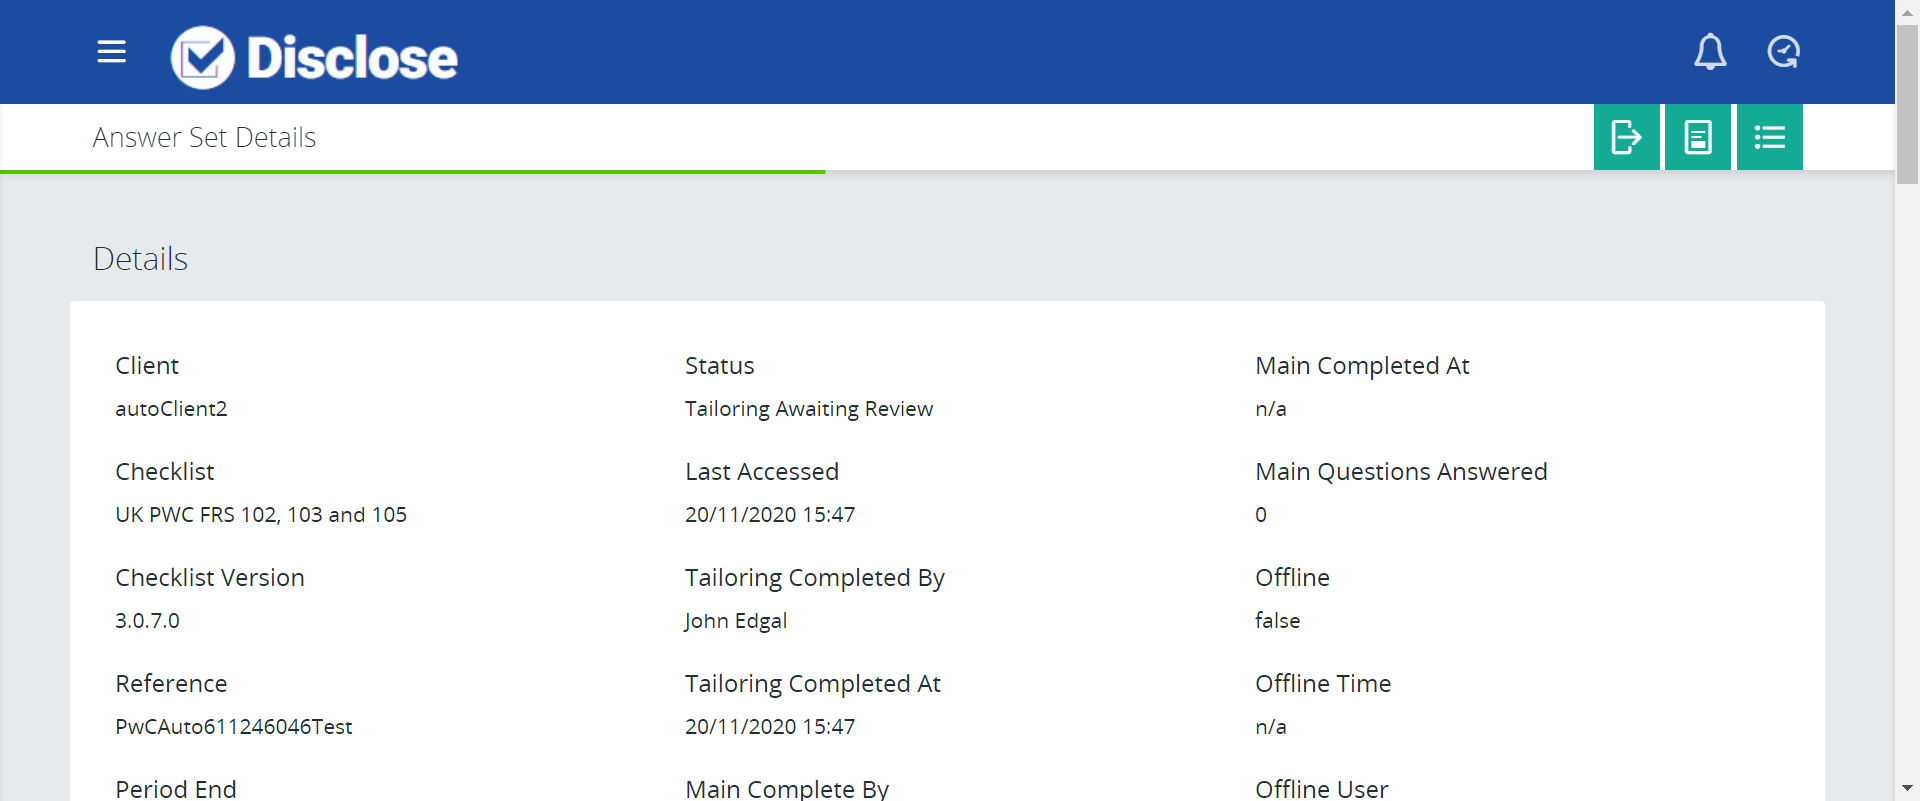 Disclose
Answer Set Details
Details
Client
autoClient2
Checklist
UK PWC FRS 102, 103 and 105
Checklist Version
3.0.7.0
Reference
PwCAuto611246046Test
Period End
Status
Tailoring Awaiting Review
Last Accessed
20/11/2020 15:47
Tailoring Completed By
John Edgal
Tailoring Completed At
20/11/2020 15:47
Main Complete By
Main Completed At
n/a
Main Questions Answered
0
Offline
false
Offline Time
n/a
Offline User